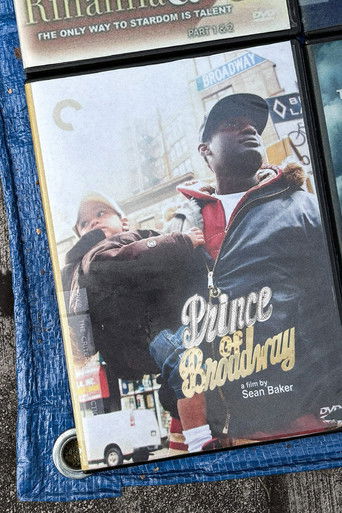 Rihanna
THE ONLY WAY TO STARDOM IS TALENT
PART 1 & 2
DVD
BROADWAY
Prince
of
Broadway
a film by
Sean Baker
DVD